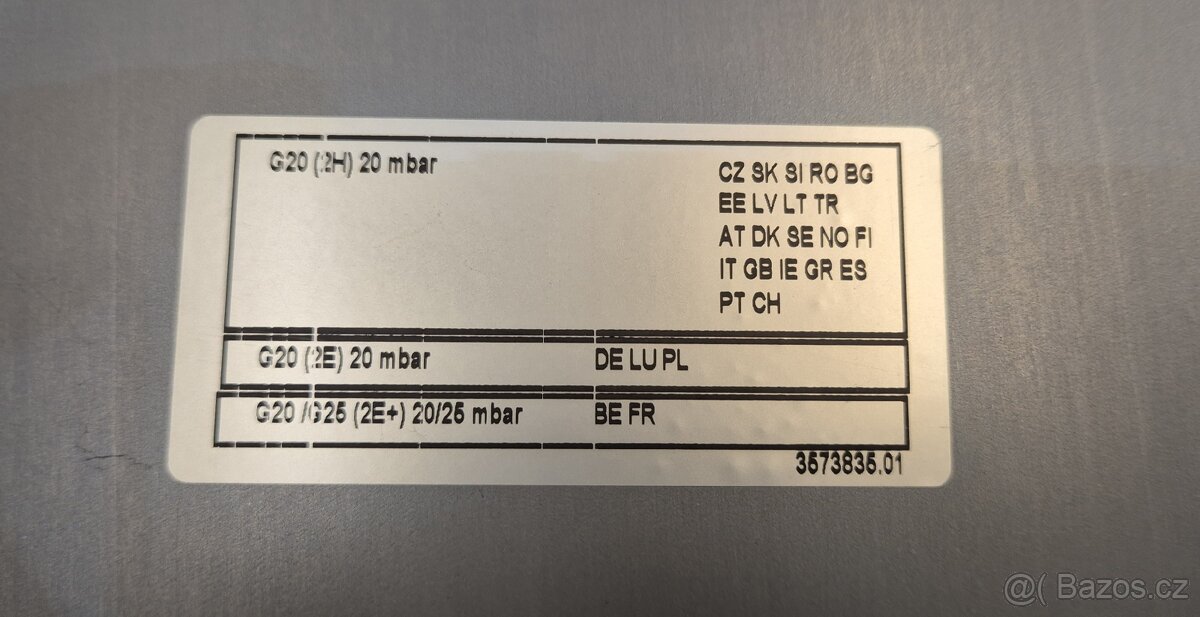 G20 (2H) 20 mbar
CZ SK SI RO BG
EE LV LT TR
AT DK SE NO FI
IT GB IE GR ES
PT CH
G20 (2E) 20 mbar DE LU PL
G20 /G25 (2E+) 20/25 mbar BE FR
3573835.01
@( Bazos.cz